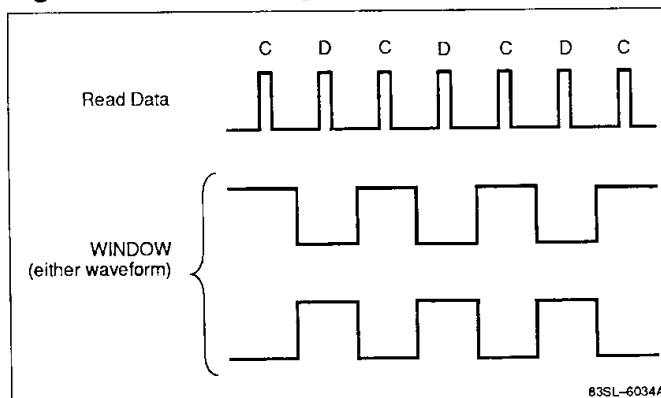 C D C D C D C
Read Data
WINDOW
(either waveform)
83SL–6034A